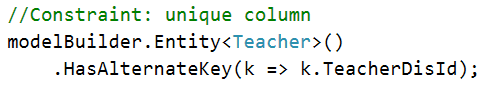 //Constraint: unique column
modelBuilder.Entity<Teacher>()
    .HasAlternateKey(k => k.TeacherDisId);